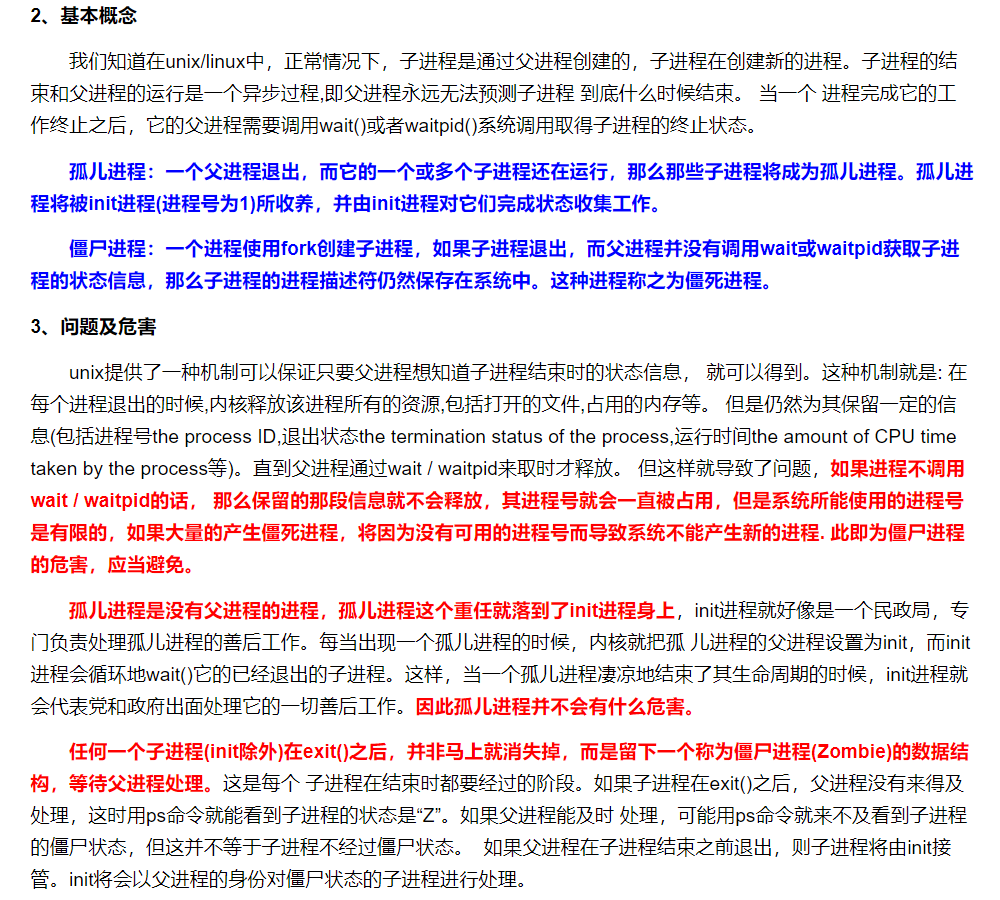 2、基本概念
我们知道在unix/linux中，正常情况下，子进程是通过父进程创建的，子进程在创建新的进程。子进程的结
束和父进程的运行是一个异步过程,即父进程永远无法预测子进程 到底什么时候结束。 当一个 进程完成它的工
作终止之后，它的父进程需要调用wait()或者waitpid()系统调用取得子进程的终止状态。
孤儿进程：一个父进程退出，而它的一个或多个子进程还在运行，那么那些子进程将成为孤儿进程。孤儿进
程将被init进程(进程号为1)所收养，并由init进程对它们完成状态收集工作。
僵尸进程：一个进程使用fork创建子进程，如果子进程退出，而父进程并没有调用wait或waitpid获取子进
程的状态信息，那么子进程的进程描述符仍然保存在系统中。这种进程称之为僵死进程。
3、问题及危害
unix提供了一种机制可以保证只要父进程想知道子进程结束时的状态信息， 就可以得到。这种机制就是: 在
每个进程退出的时候,内核释放该进程所有的资源,包括打开的文件,占用的内存等。 但是仍然为其保留一定的信
息(包括进程号the process ID,退出状态the termination status of the process,运行时间the amount of CPU time
taken by the process等)。直到父进程通过wait / waitpid来取时才释放。 但这样就导致了问题，如果进程不调用
wait / waitpid的话， 那么保留的那段信息就不会释放，其进程号就会一直被占用，但是系统所能使用的进程号
是有限的，如果大量的产生僵死进程，将因为没有可用的进程号而导致系统不能产生新的进程. 此即为僵尸进程
的危害，应当避免。
孤儿进程是没有父进程的进程，孤儿进程这个重任就落到了init进程身上，init进程就好像是一个民政局，专
门负责处理孤儿进程的善后工作。每当出现一个孤儿进程的时候，内核就把孤 儿进程的父进程设置为init，而init
进程会循环地wait()它的已经退出的子进程。这样，当一个孤儿进程凄凉地结束了其生命周期的时候，init进程就
会代表党和政府出面处理它的一切善后工作。因此孤儿进程并不会有什么危害。
任何一个子进程(init除外)在exit()之后，并非马上就消失掉，而是留下一个称为僵尸进程(Zombie)的数据结
构，等待父进程处理。这是每个 子进程在结束时都要经过的阶段。如果子进程在exit()之后，父进程没有来得及
处理，这时用ps命令就能看到子进程的状态是“Z”。如果父进程能及时 处理，可能用ps命令就来不及看到子进程
的僵尸状态，但这并不等于子进程不经过僵尸状态。 如果父进程在子进程结束之前退出，则子进程将由init接
管。init将会以父进程的身份对僵尸状态的子进程进行处理。